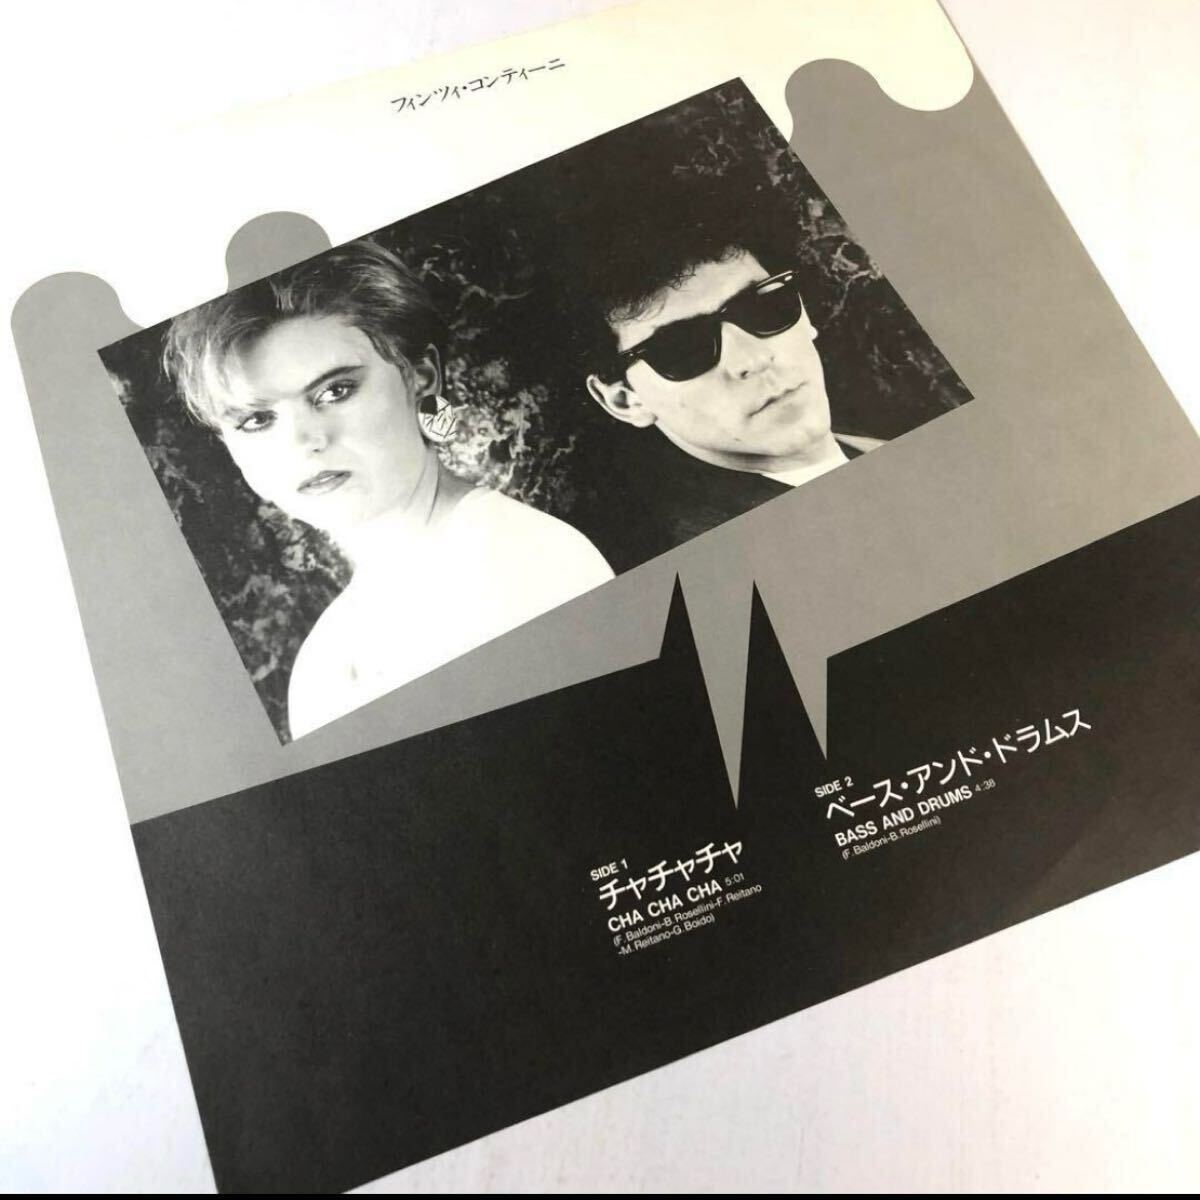 フィンツィ・コンティーニ
SIDE 1
チャチャチャ
CHA CHA CHA 5:01
(F. Baldoni-B. Rosellini-F. Reitano
-M. Reitano-G. Boido)
SIDE 2
ベース・アンド・ドラムス
BASS AND DRUMS 4:38
(F. Baldoni-B. Rosellini)